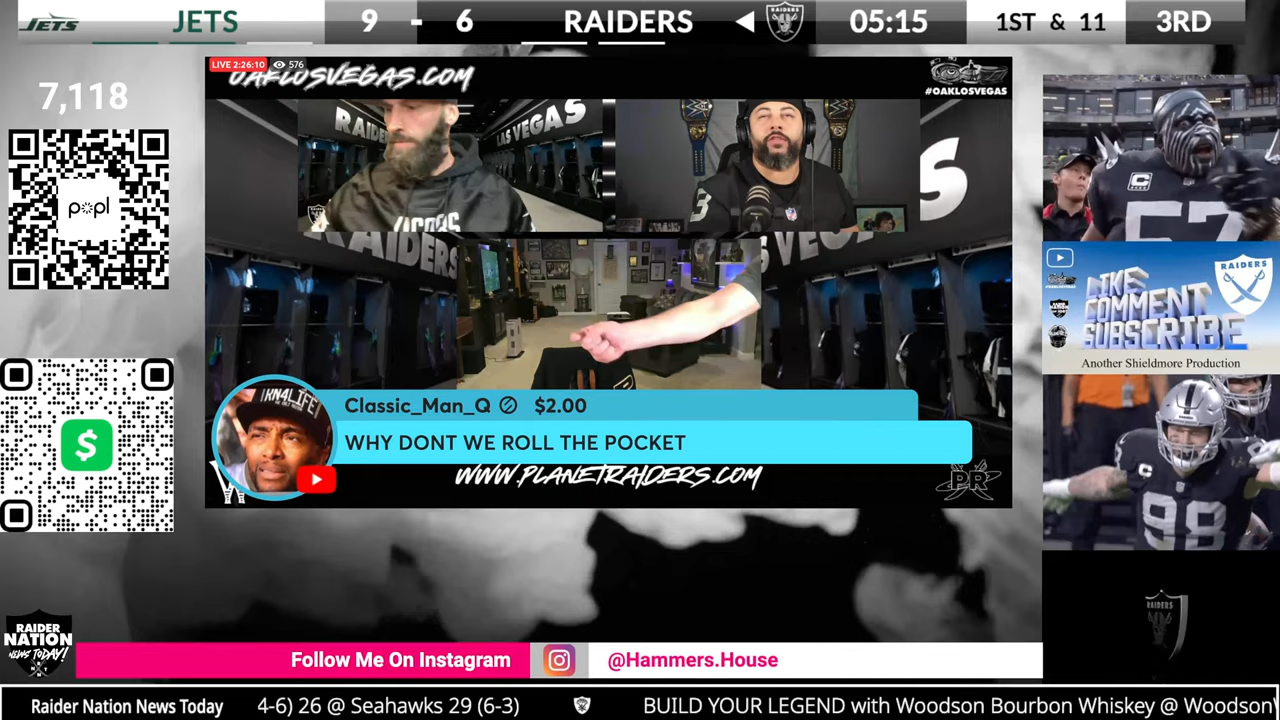 JETS
JETS
9 - 6
RAIDERS
RAIDERS
05:15
1ST & 11
3RD
7,118
popl
LIVE 2:26:10
576
OAKLOSVEGAS.COM
#OAKLOSVEGAS
LAS VEGAS
S
RAIDERS
C
57
RAIDERS
LIKE
COMMENT
SUBSCRIBE
Another Shieldmore Production
$
Classic_Man_Q
$2.00
WHY DONT WE ROLL THE POCKET
WWW.PLANETRAIDERS.COM
PR
C
98
RAIDERS
RAIDER
NATION
NEWS TODAY!
Follow Me On Instagram
@Hammers.House
Raider Nation News Today
4-6) 26 @ Seahawks 29 (6-3)
BUILD YOUR LEGEND with Woodson Bourbon Whiskey @ Woodson